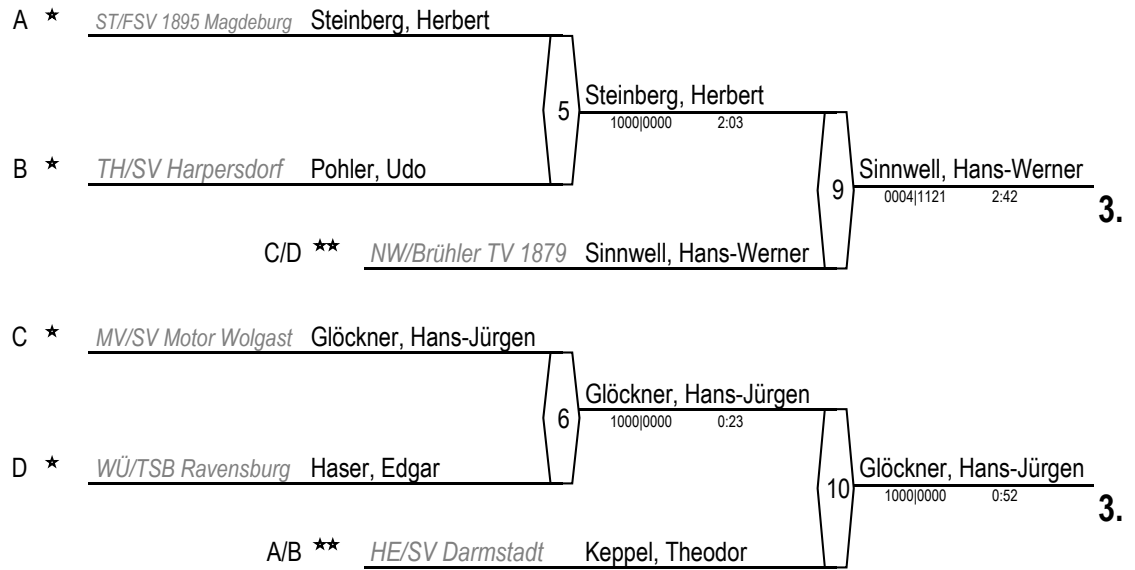 A ★ ST/FSV 1895 Magdeburg Steinberg, Herbert
5 Steinberg, Herbert
1000|0000 2:03
B ★ TH/SV Harpersdorf Pohler, Udo
9 Sinnwell, Hans-Werner
0004|1121 2:42
3.
C/D ★★ NW/Brühler TV 1879 Sinnwell, Hans-Werner
C ★ MV/SV Motor Wolgast Glöckner, Hans-Jürgen
6 Glöckner, Hans-Jürgen
1000|0000 0:23
D ★ WÜ/TSB Ravensburg Haser, Edgar
10 Glöckner, Hans-Jürgen
1000|0000 0:52
3.
A/B ★★ HE/SV Darmstadt Keppel, Theodor